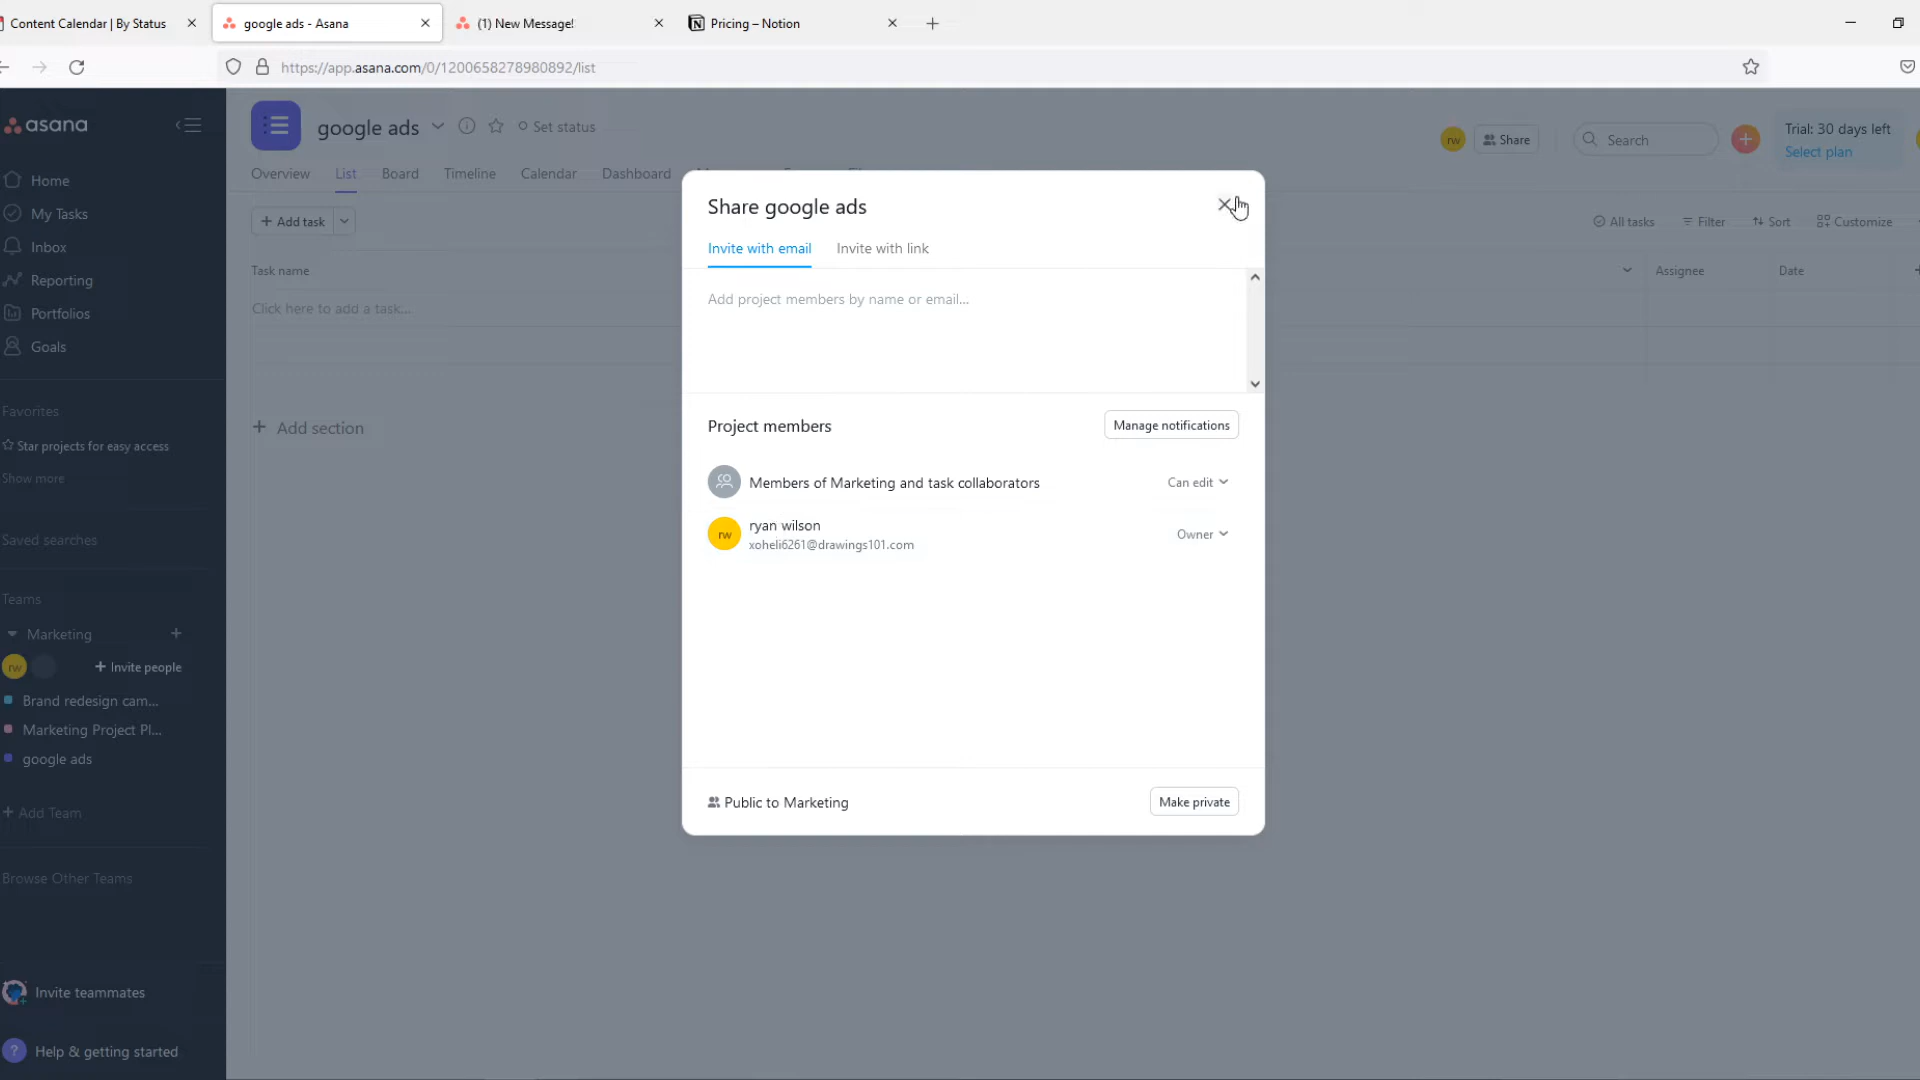 Content Calendar | By Status
google ads - Asana
(1) New Message!
Pricing – Notion
https://app.asana.com/0/1200658278980892/list
asana
google ads
Set status
rw
Share
Search
Trial: 30 days left
Select plan
Overview
List
Board
Timeline
Calendar
Dashboard
Home
My Tasks
Inbox
Reporting
Portfolios
Goals
Favorites
Star projects for easy access
Show more
Saved searches
Teams
Marketing
rw
+ Invite people
Brand redesign cam...
Marketing Project Pl...
google ads
+ Add Team
Browse Other Teams
Invite teammates
? Help & getting started
+ Add task
All tasks
Filter
Sort
Customize
Task name
Assignee
Date
Click here to add a task...
+ Add section
Share google ads
Invite with email
Invite with link
Add project members by name or email...
Project members
Manage notifications
Members of Marketing and task collaborators
Can edit
rw
ryan wilson
xoheli6261@drawings101.com
Owner
Public to Marketing
Make private